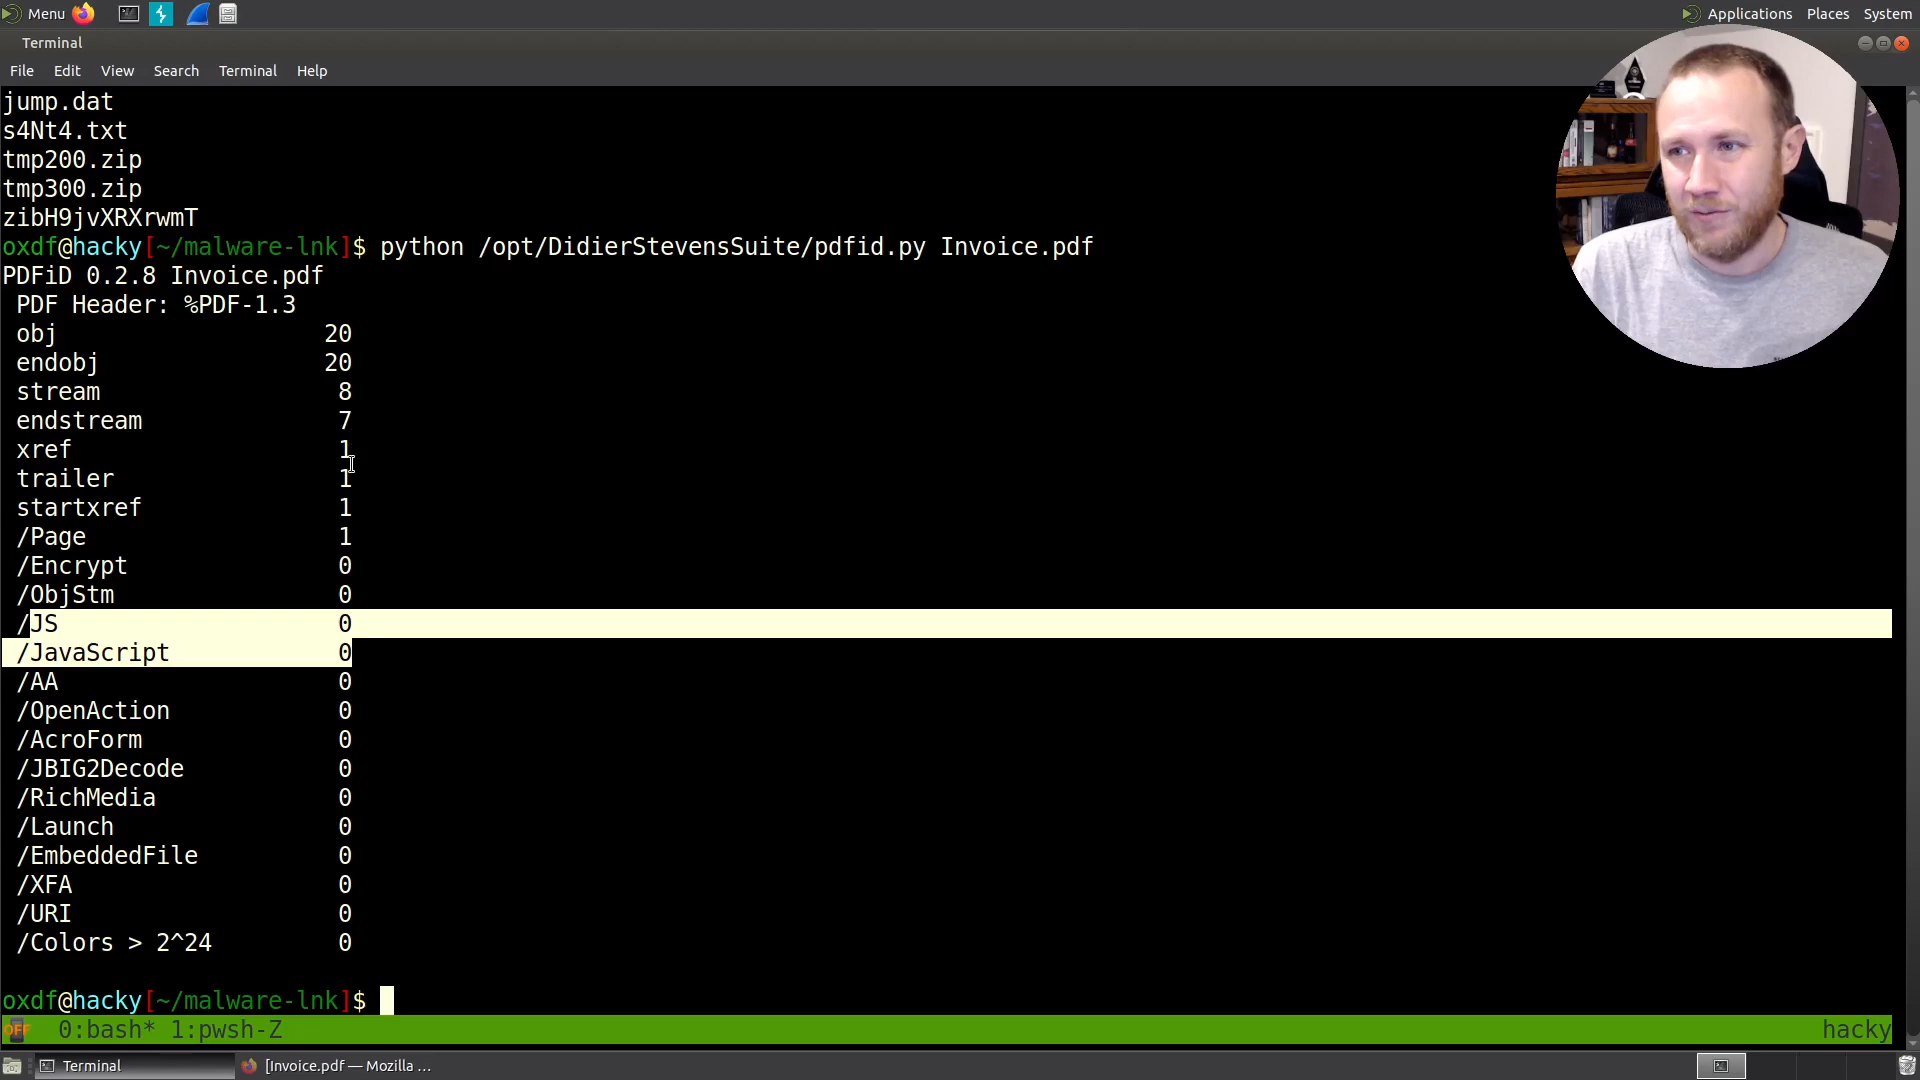 Menu
Applications Places System
Terminal
File Edit View Search Terminal Help
jump.dat
s4Nt4.txt
tmp200.zip
tmp300.zip
zibH9jvXRXrwmT
oxdf@hacky[~/malware-lnk]$ python /opt/DidierStevensSuite/pdfid.py Invoice.pdf
PDFiD 0.2.8 Invoice.pdf
PDF Header: %PDF-1.3
obj 20
endobj 20
stream 8
endstream 7
xref 1
trailer 1
startxref 1
/Page 1
/Encrypt 0
/ObjStm 0
/JS 0
/JavaScript 0
/AA 0
/OpenAction 0
/AcroForm 0
/JBIG2Decode 0
/RichMedia 0
/Launch 0
/EmbeddedFile 0
/XFA 0
/URI 0
/Colors > 2^24 0
oxdf@hacky[~/malware-lnk]$
OFF 0:bash* 1:pwsh-Z hacky
Terminal [Invoice.pdf — Mozilla ...